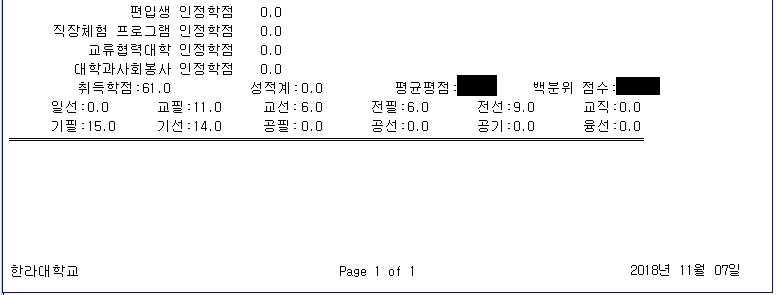 편입생 인정학점 0.0
직장체험 프로그램 인정학점 0.0
교류협력대학 인정학점 0.0
대학과사회봉사 인정학점 0.0
취득학점:61.0 성적계:0.0 평균평점: 백분위 점수:
일선:0.0 교필:11.0 교선:6.0 전필:6.0 전선:9.0 교직:0.0
기필:15.0 기선:14.0 공필:0.0 공선:0.0 공기:0.0 융선:0.0
한라대학교 Page 1 of 1 2018년 11월 07일